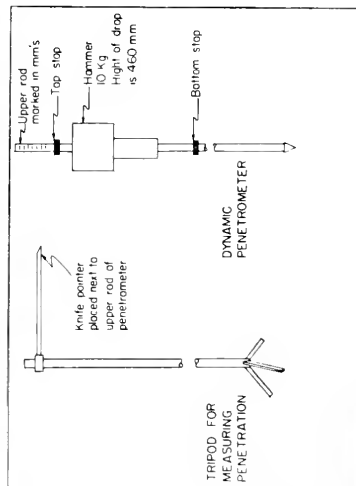 Upper rod
marked in mm's
Top stop
Hammer
10 Kg
Hight of drop
is 460 mm
Bottom stop
DYNAMIC
PENETROMETER
Knife pointer
placed next to
upper rod of
penetrometer
TRIPOD FOR
MEASURING
PENETRATION